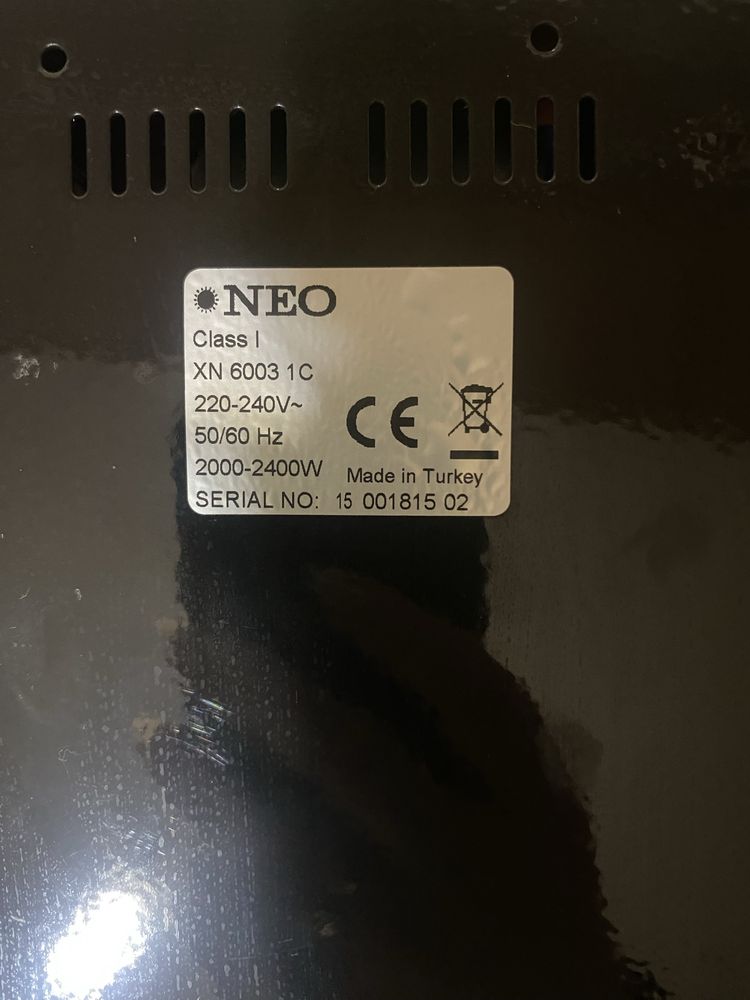 NEO
Class I
XN 6003 1C
220-240V~
50/60 Hz
2000-2400W
CE
Made in Turkey
SERIAL NO: 15 001815 02